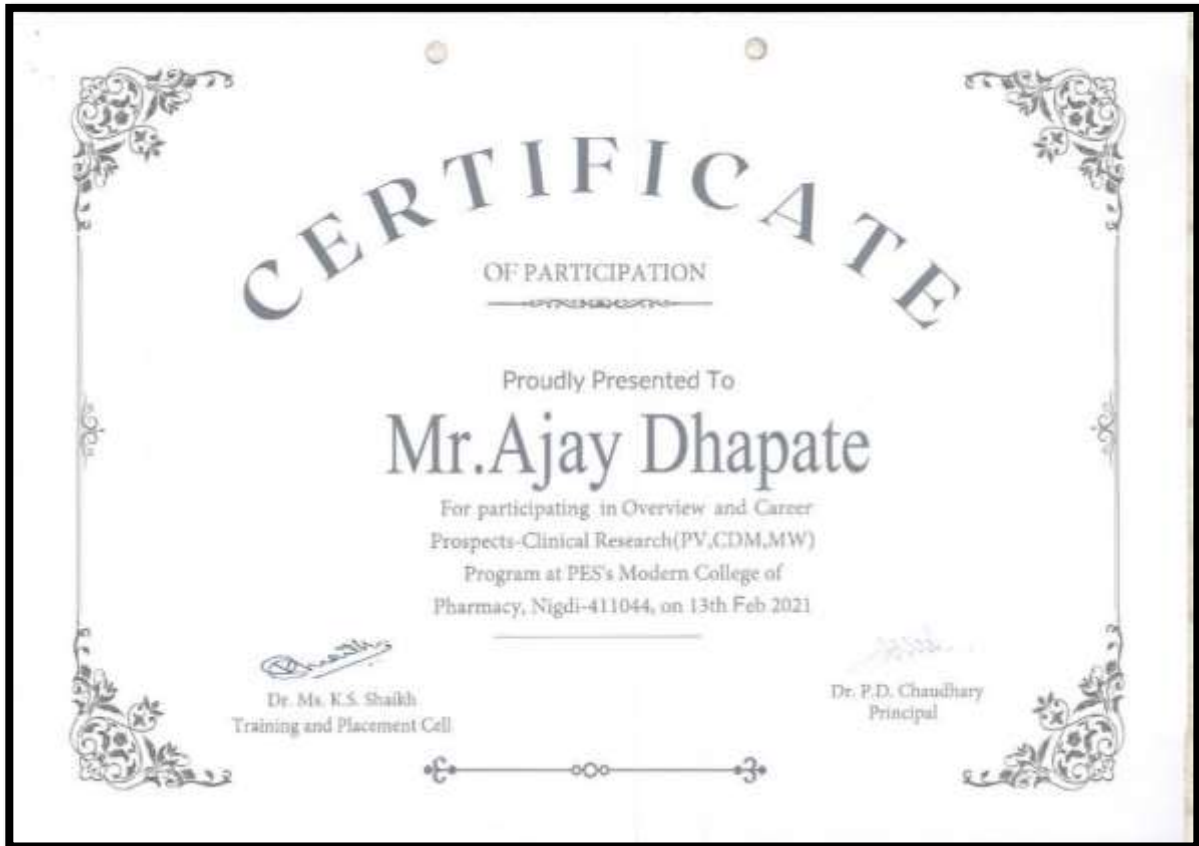 CERTIFICATE
OF PARTICIPATION
Proudly Presented To
Mr.Ajay Dhapate
For participating in Overview and Career
Prospects-Clinical Research(PV,CDM,MW)
Program at PES's Modern College of
Pharmacy, Nigdi-411044, on 13th Feb 2021
Dr. Ms. K.S. Shaikh
Training and Placement Cell
Dr. P.D. Chaudhary
Principal